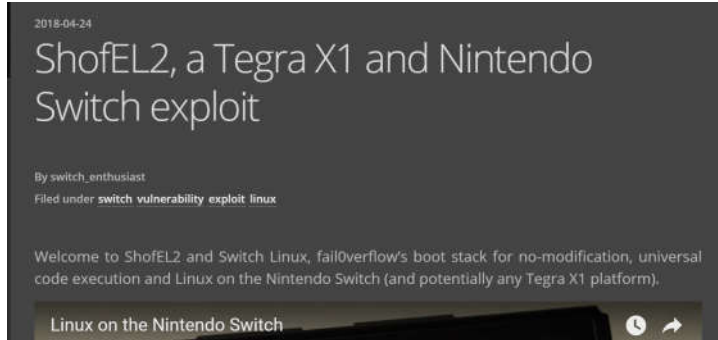 2018-04-24
ShofEL2, a Tegra X1 and Nintendo
Switch exploit
By switch_enthusiast
Filed under switch vulnerability exploit linux
Welcome to ShofEL2 and Switch Linux, fail0verflow's boot stack for no-modification, universal
code execution and Linux on the Nintendo Switch (and potentially any Tegra X1 platform).
Linux on the Nintendo Switch